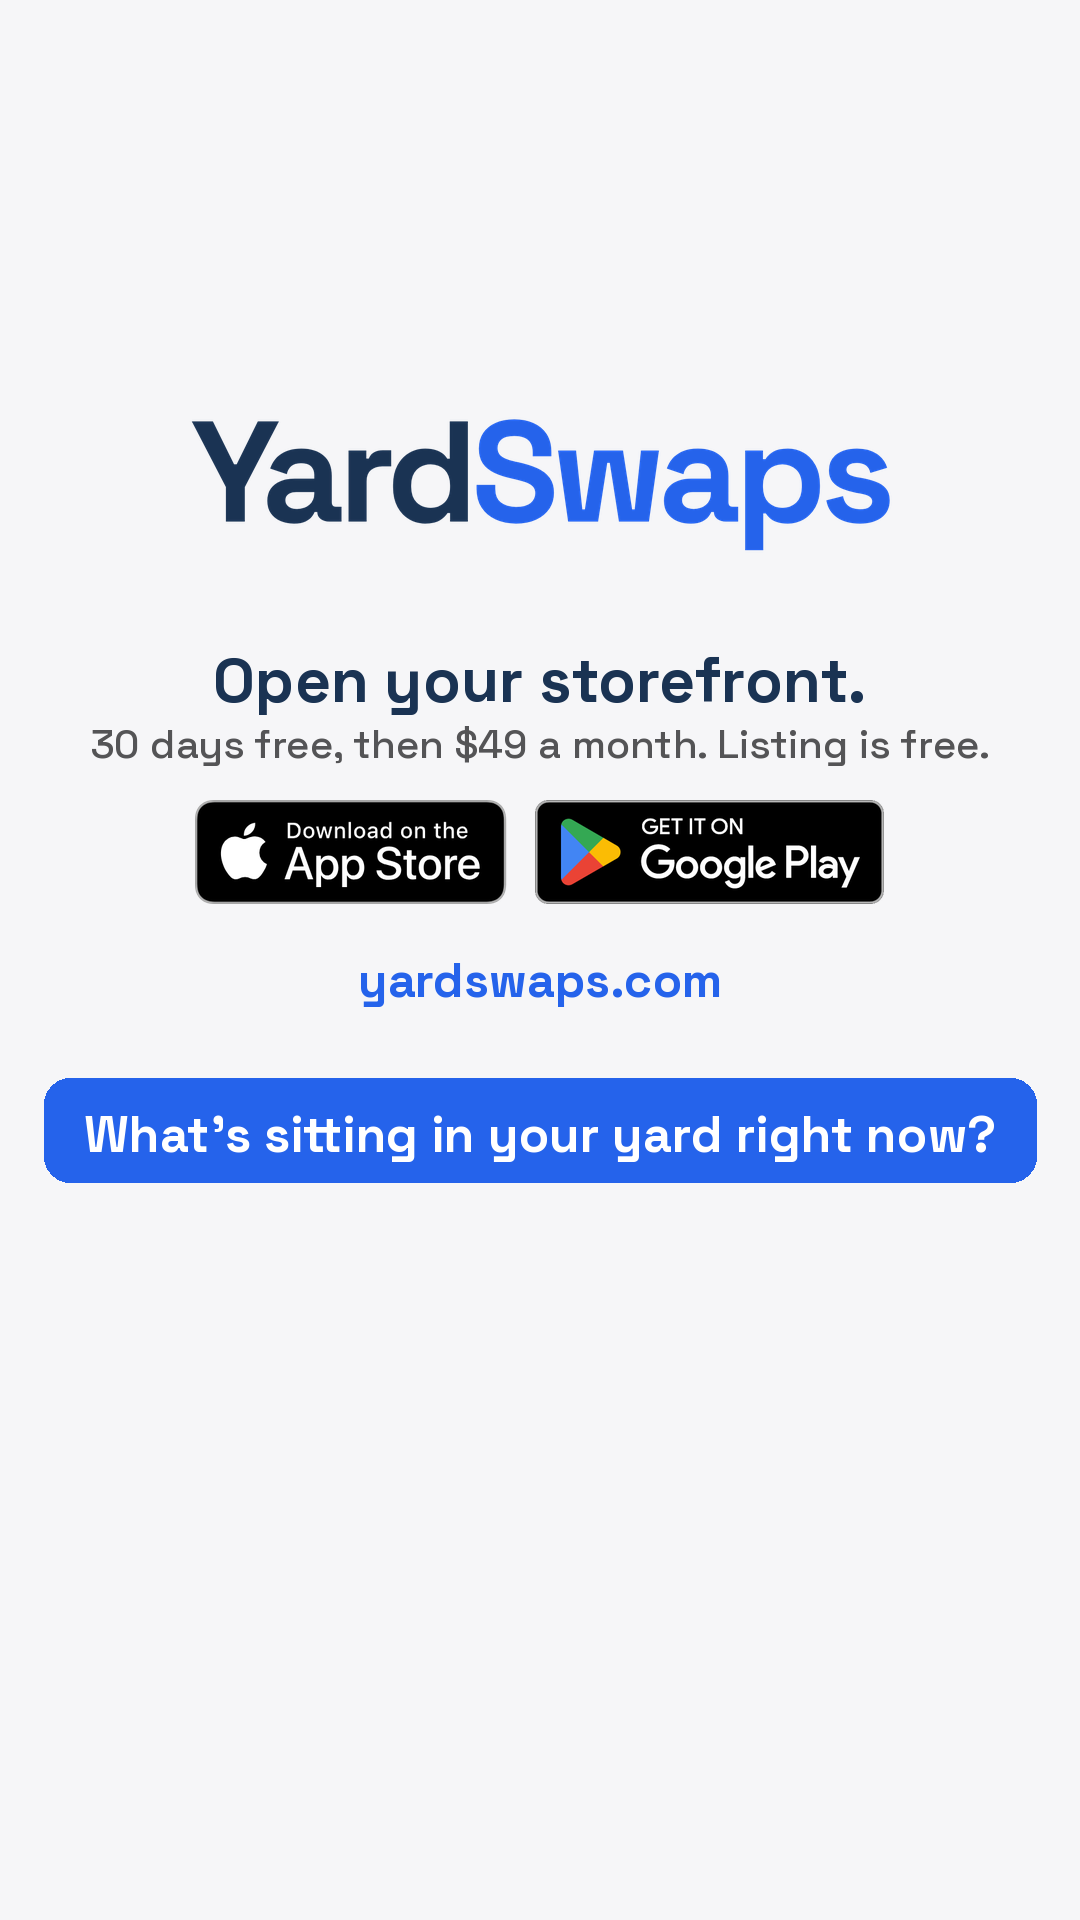 YardSwaps
Open your storefront.
30 days free, then $49 a month. Listing is free.
Download on the
App Store
GET IT ON
Google Play
yardswaps.com
What’s sitting in your yard right now?